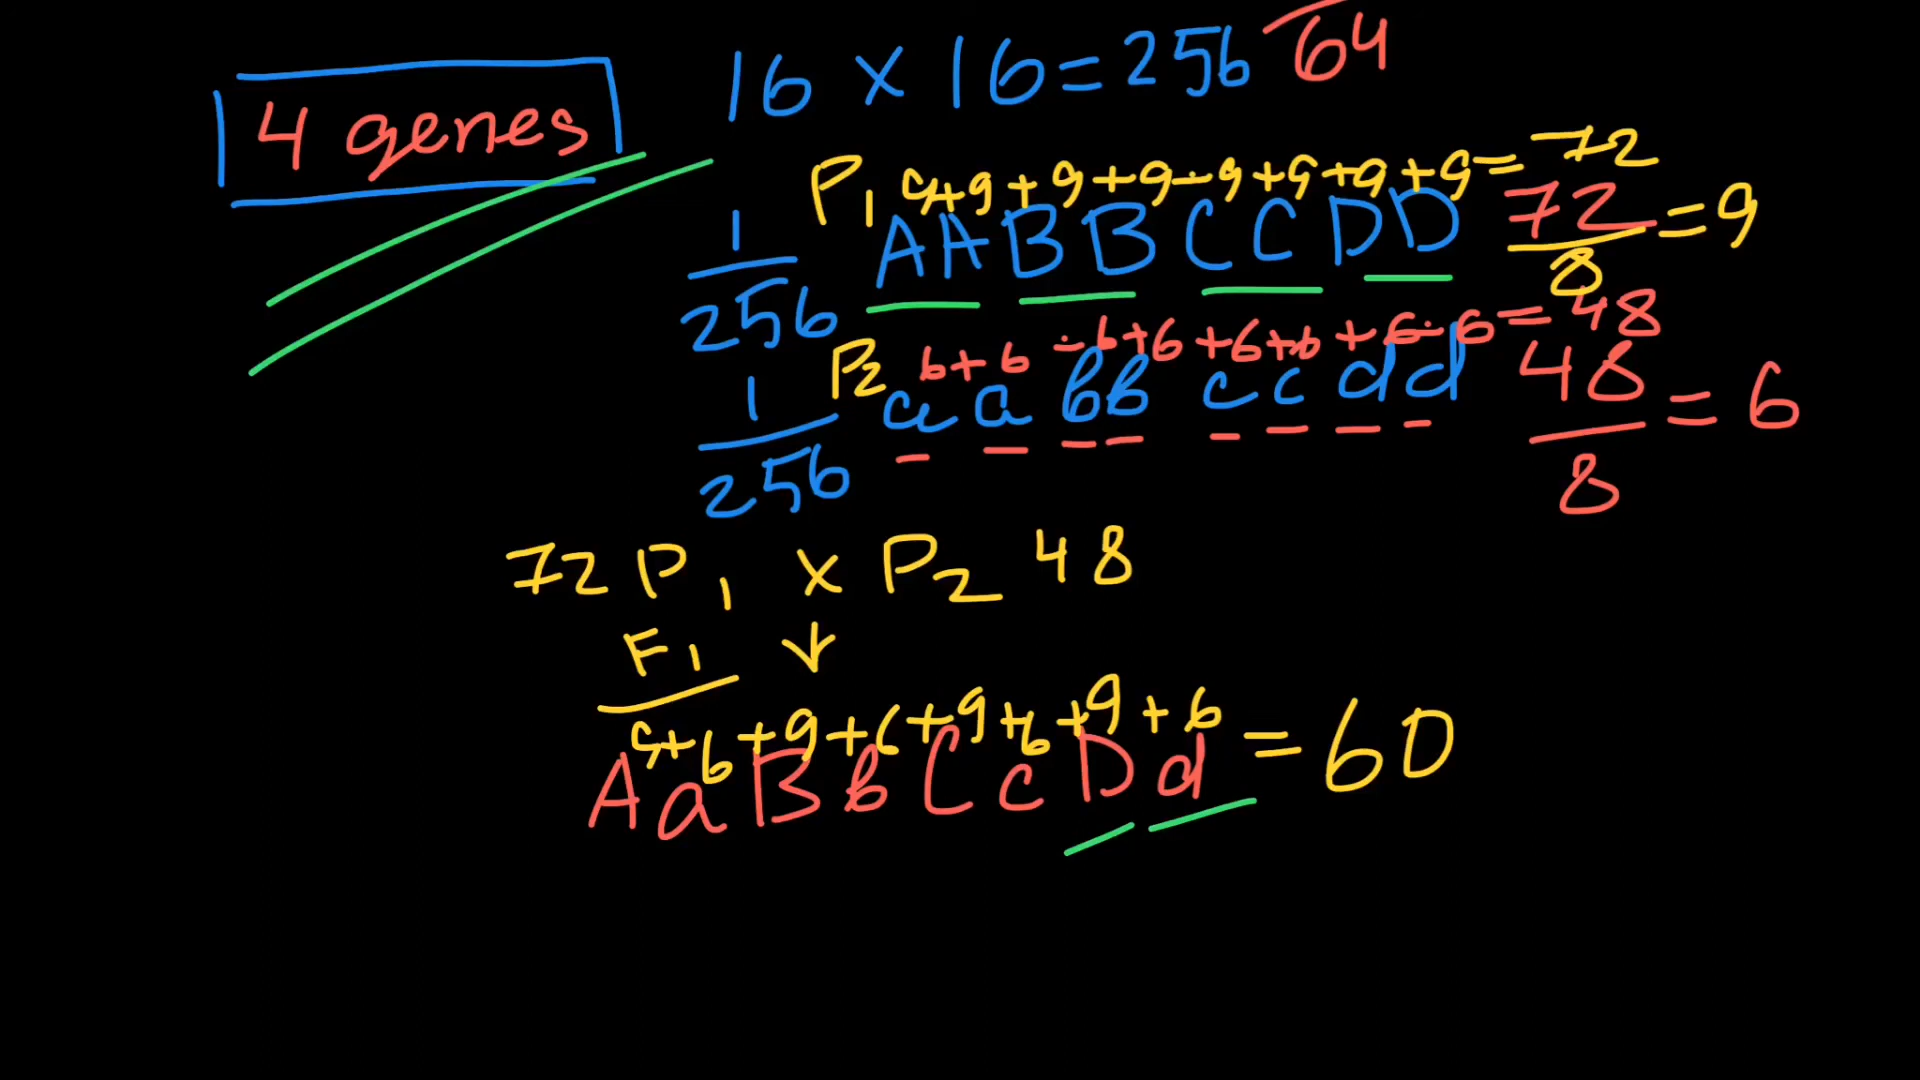 16 x 16 = 256 64
4 genes
P1 9+9+9+9+9+9+9+9=72
1/256 AABBCCDD 72/8 = 9
P2 6+6+6+6+6+6+6+6=48
1/256 aabbccdd 48/8 = 6
72 P1 x P2 48
F1 ↓
9+6+9+6+9+6+9+6
AaBbCcDd = 60